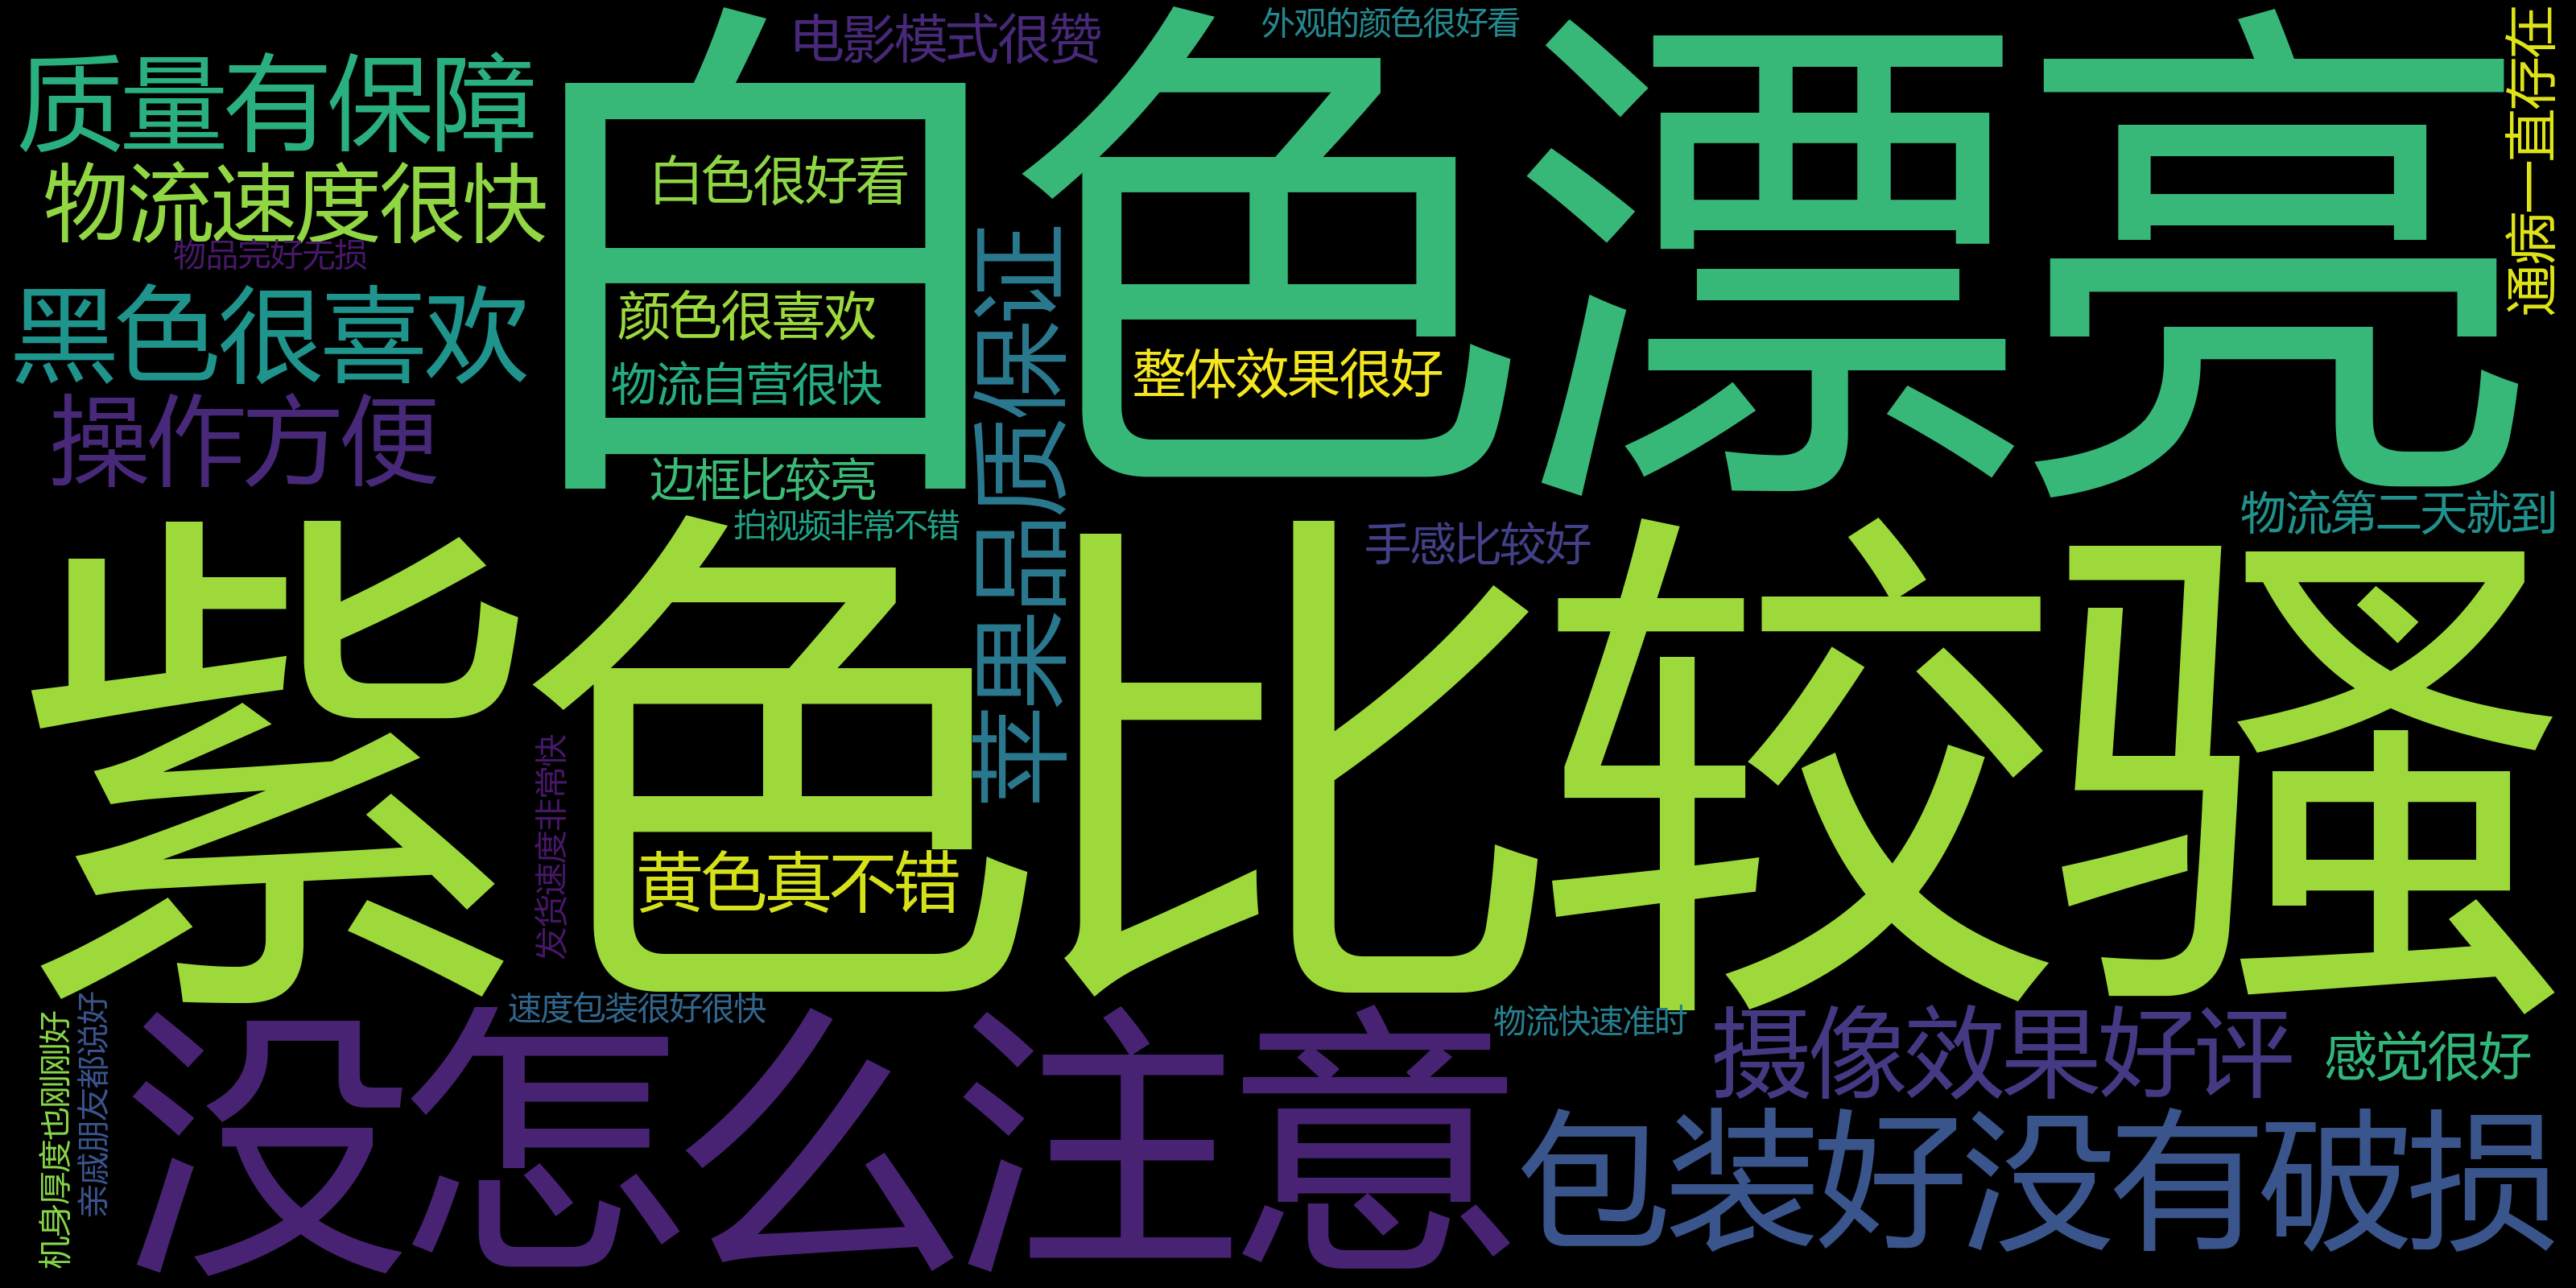 电影模式很赞
外观的颜色很好看
白色漂亮
通病一直存在
质量有保障
物流速度很快
白色很好看
物品完好无损
黑色很喜欢
颜色很喜欢
整体效果很好
物流自营很快
操作方便
苹果品质保证
边框比较亮
拍视频非常不错
手感比较好
物流第二天就到
紫色比较骚
发货速度非常快
黄色真不错
速度包装很好很快
物流快速准时
摄像效果好评
感觉很好
机身厚度也刚刚好
亲戚朋友都说好
没怎么注意
包装好没有破损